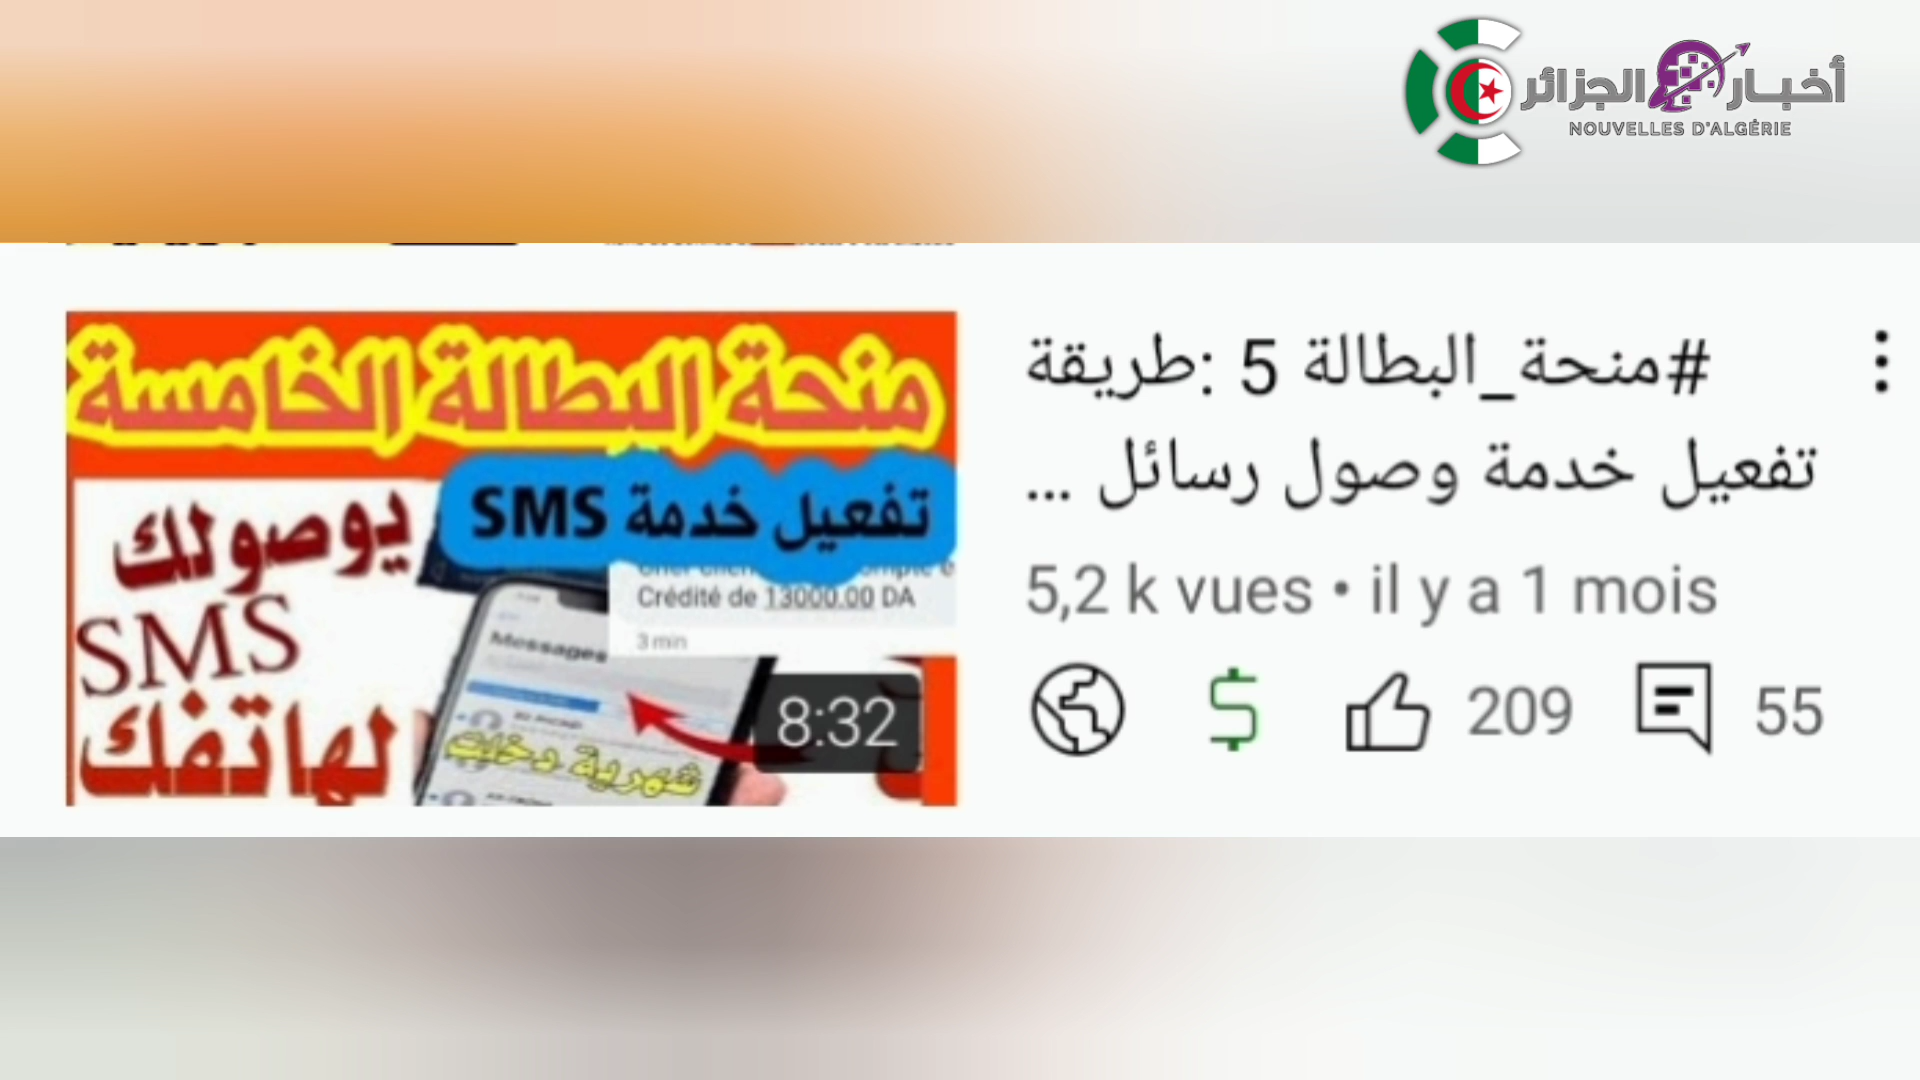 أخبار الجزائر
NOUVELLES D'ALGÉRIE
منحة البطالة الخامسة
تفعيل خدمة SMS
يوصولك
SMS
لهاتفك
Crédité de 13000.00 DA
3 min
Messages
شهرية دخلت
8:32
#منحة_البطالة 5 :طريقة
تفعيل خدمة وصول رسائل ...
5,2 k vues • il y a 1 mois
209
55